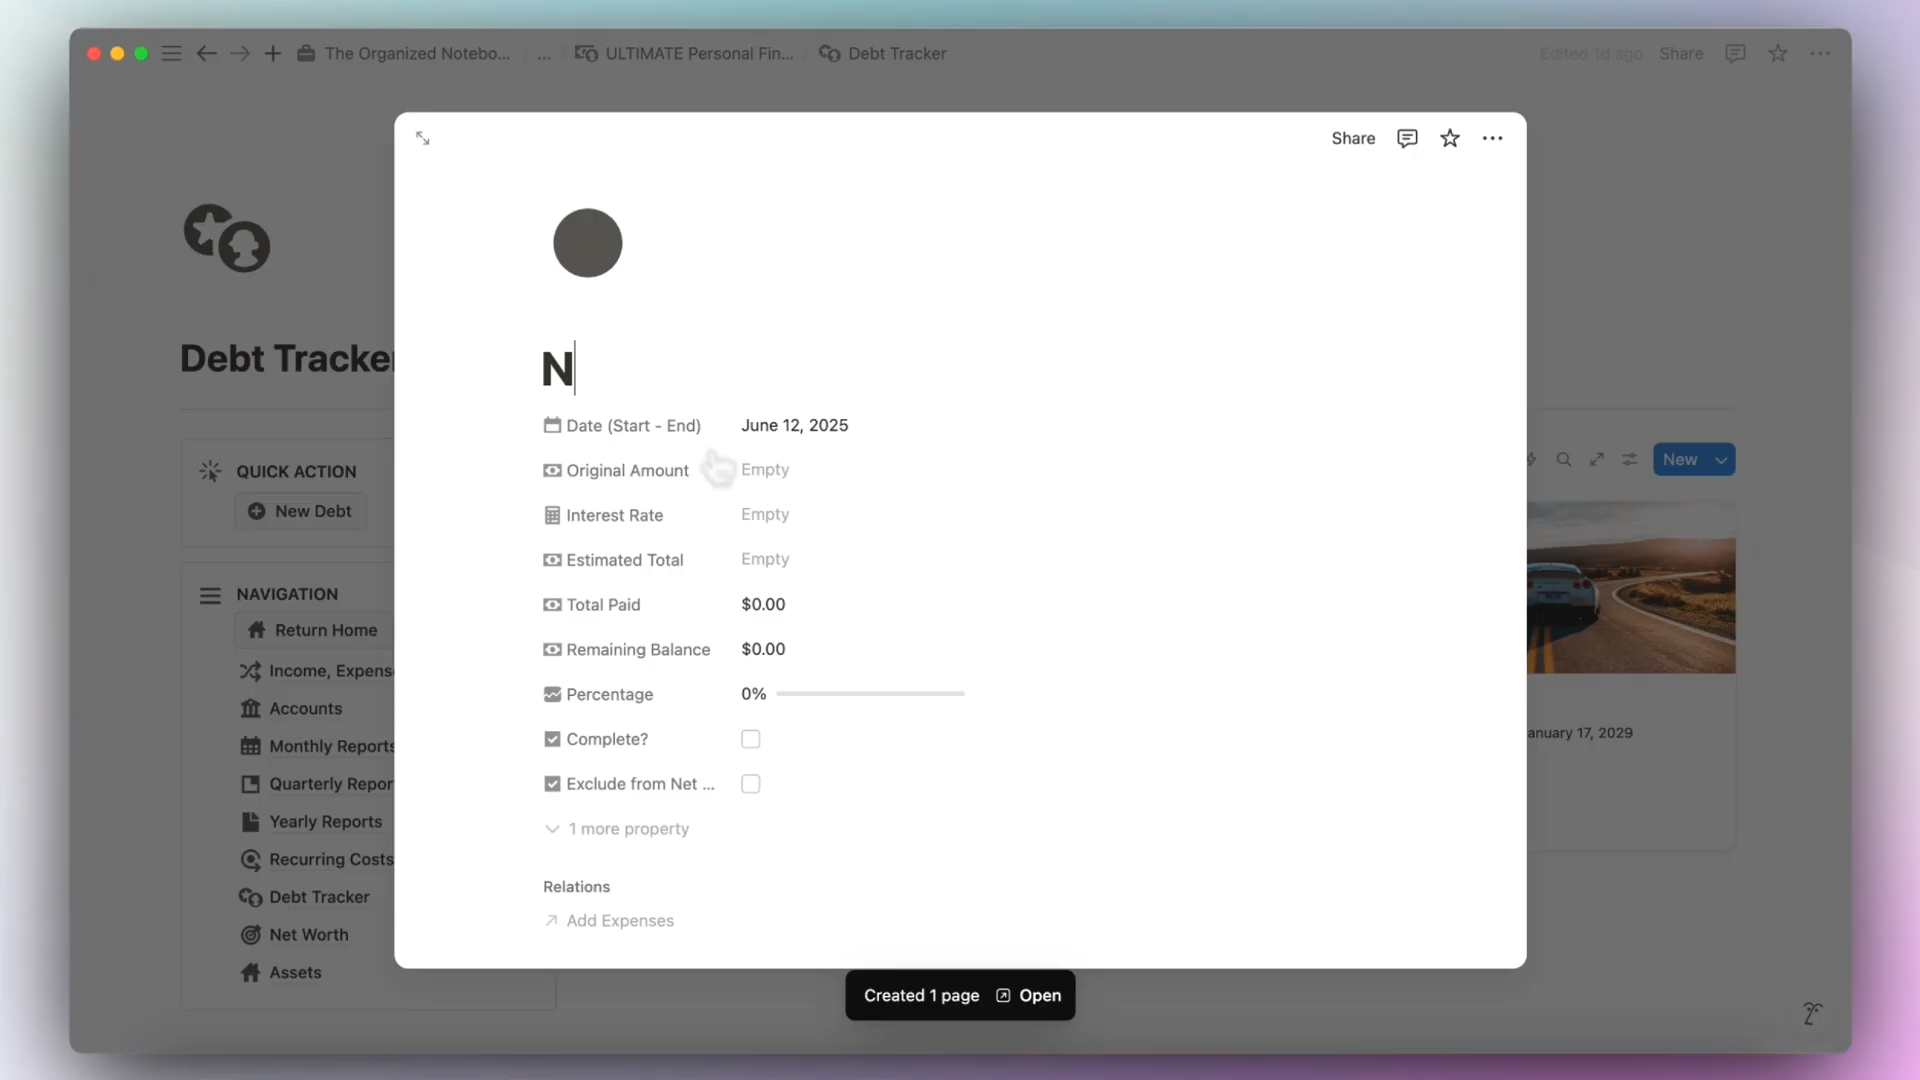 The Organized Notebo... / ... / ULTIMATE Personal Fin... / Debt Tracker
Edited 1d ago Share
Share
Debt Tracker
N
Date (Start - End) June 12, 2025
Original Amount Empty
Interest Rate Empty
Estimated Total Empty
Total Paid $0.00
Remaining Balance $0.00
Percentage 0%
Complete?
Exclude from Net ...
1 more property
Relations
Add Expenses
QUICK ACTION
New Debt
NAVIGATION
Return Home
Income, Expens
Accounts
Monthly Reports
Quarterly Repor
Yearly Reports
Recurring Costs
Debt Tracker
Net Worth
Assets
New
anuary 17, 2029
Created 1 page Open